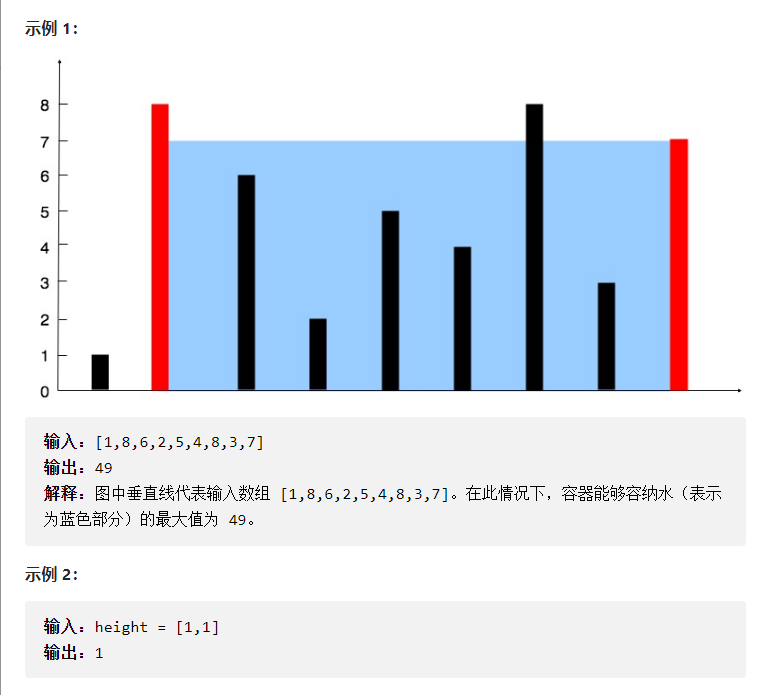 示例 1:
8
7
6
5
4
3
2
1
0
输入：[1,8,6,2,5,4,8,3,7]
输出：49
解释：图中垂直线代表输入数组 [1,8,6,2,5,4,8,3,7]。在此情况下，容器能够容纳水（表示
为蓝色部分）的最大值为 49。
示例 2:
输入：height = [1,1]
输出：1